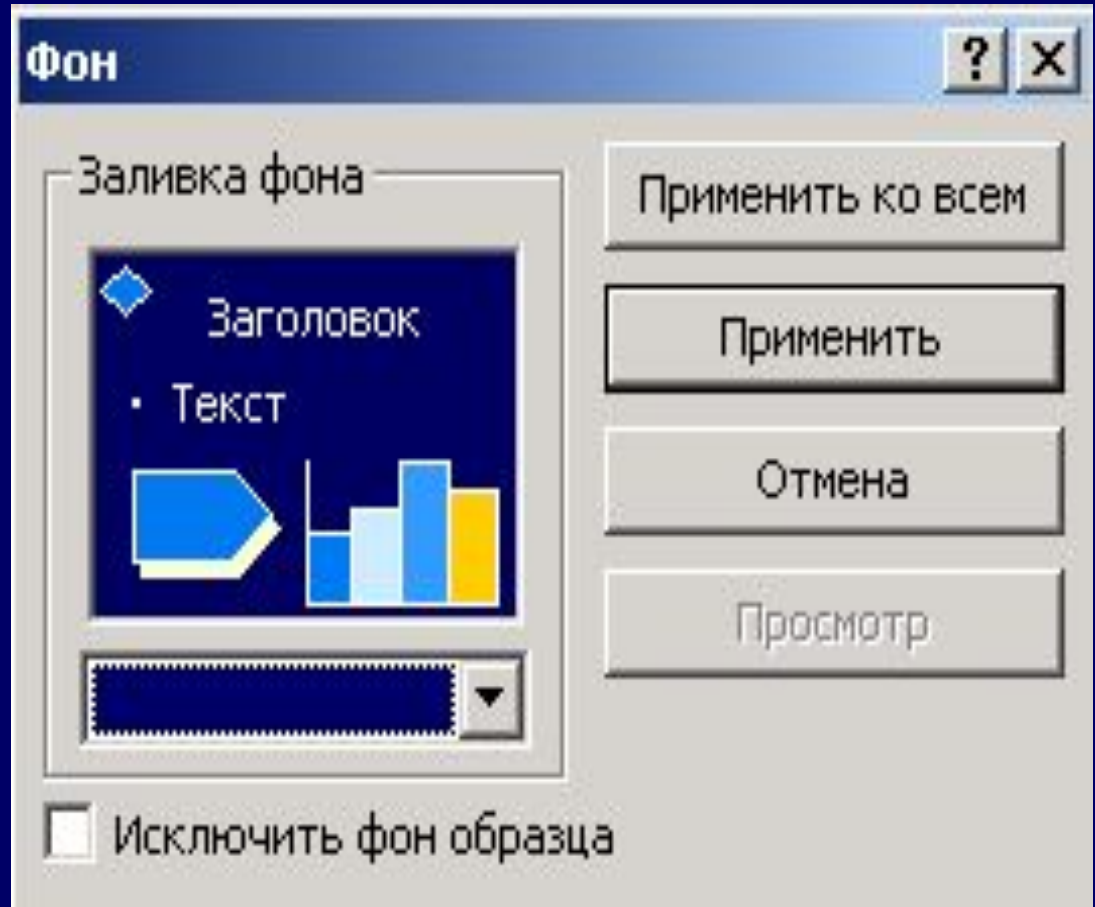 Фон
Заливка фона
Заголовок
· Текст
Исключить фон образца
Применить ко всем
Применить
Отмена
Просмотр